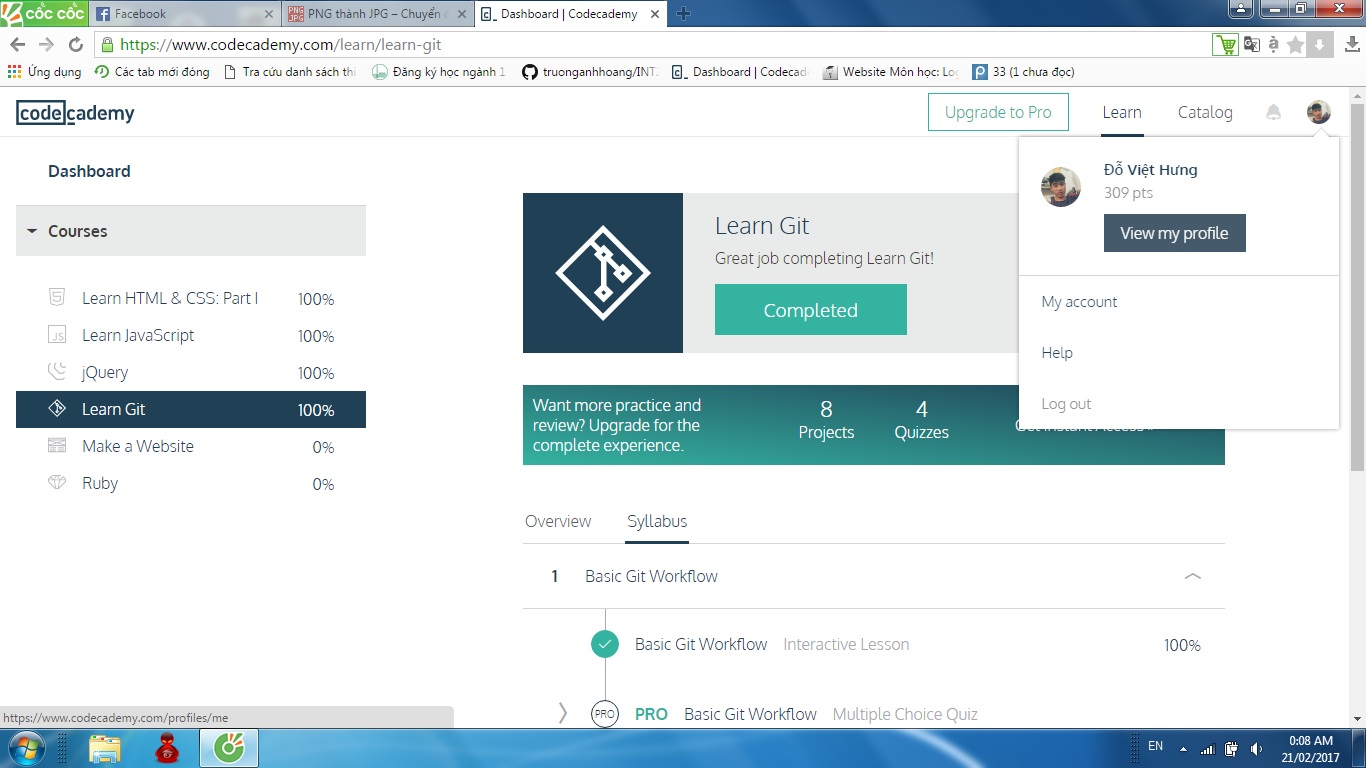 cốc cốc
Facebook
PNG thành JPG – Chuyển
Dashboard | Codecademy
https://www.codecademy.com/learn/learn-git
Ứng dụng
Các tab mới đóng
Tra cứu danh sách thi
Đăng ký học ngành 1
truonganhhoang/INT
Dashboard | Codecad
Website Môn học: Lo
33 (1 chưa đọc)
codecademy
Upgrade to Pro
Learn
Catalog
Dashboard
Courses
Learn HTML & CSS: Part I 100%
Learn JavaScript 100%
jQuery 100%
Learn Git 100%
Make a Website 0%
Ruby 0%
Learn Git
Great job completing Learn Git!
Completed
Đỗ Việt Hưng
309 pts
View my profile
My account
Help
Log out
Want more practice and
review? Upgrade for the
complete experience.
8
Projects
4
Quizzes
Get Instant Access
Overview
Syllabus
1 Basic Git Workflow
Basic Git Workflow Interactive Lesson 100%
PRO PRO Basic Git Workflow Multiple Choice Quiz
https://www.codecademy.com/profiles/me
EN
0:08 AM
21/02/2017